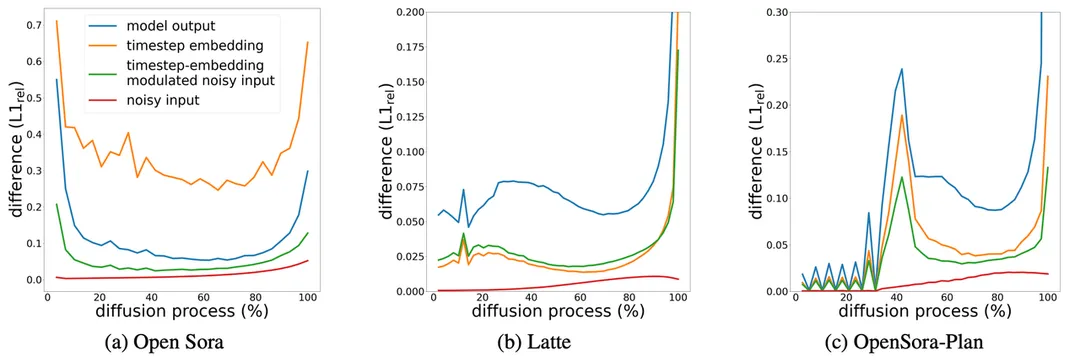 difference (L1rel)
0.7
0.6
0.5
0.4
0.3
0.2
0.1
0.0
model output
timestep embedding
timestep-embedding
modulated noisy input
noisy input
0 20 40 60 80 100
diffusion process (%)
(a) Open Sora
difference (L1rel)
0.200
0.175
0.150
0.125
0.100
0.075
0.050
0.025
0.000
0 20 40 60 80 100
diffusion process (%)
(b) Latte
difference (L1rel)
0.30
0.25
0.20
0.15
0.10
0.05
0.00
0 20 40 60 80 100
diffusion process (%)
(c) OpenSora-Plan